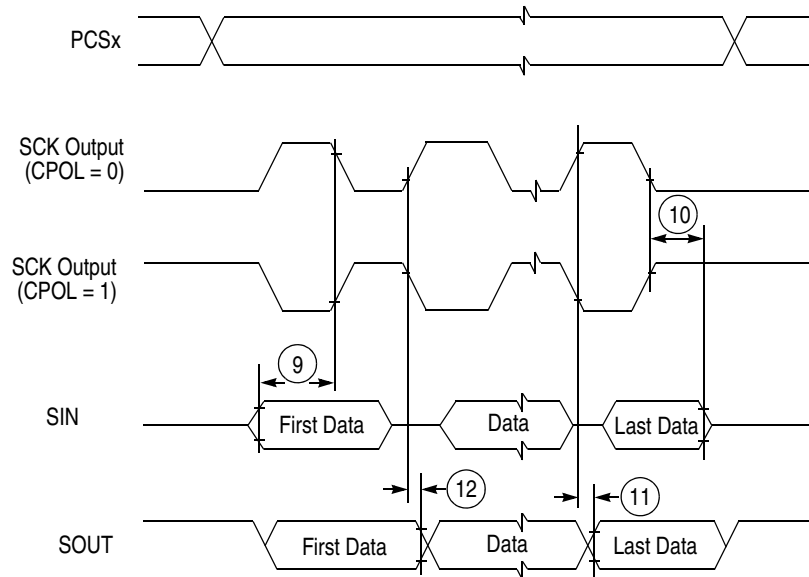 PCSx
SCK Output
(CPOL = 0)
10
SCK Output
(CPOL = 1)
9
SIN
First Data
Data
Last Data
12
11
SOUT
First Data
Data
Last Data